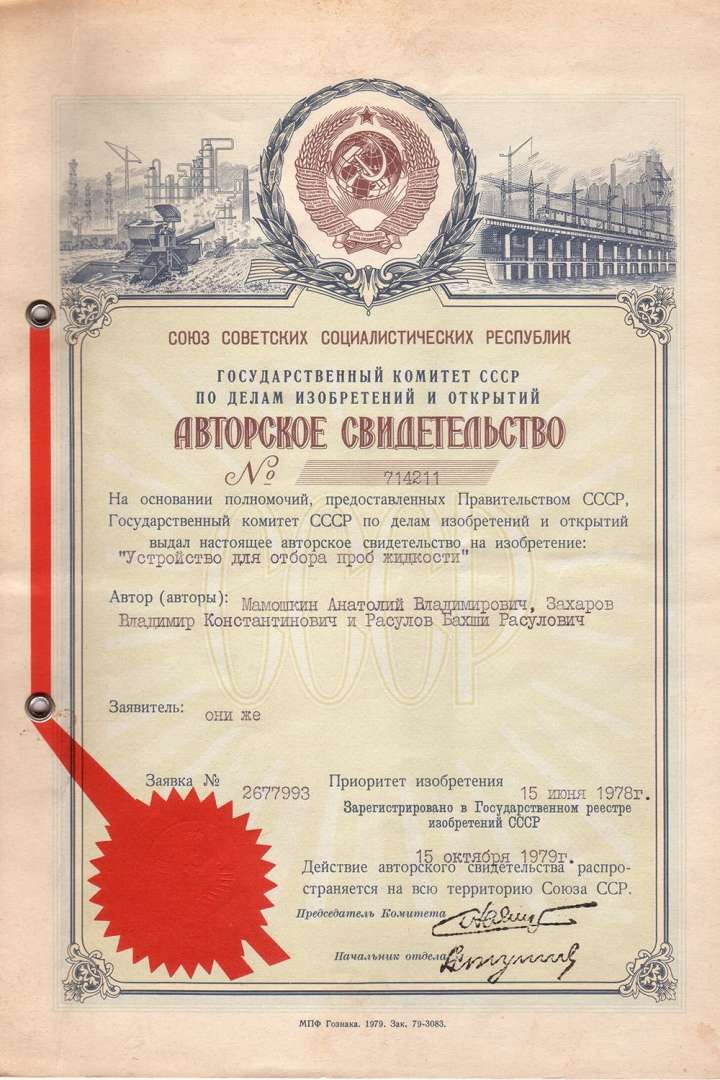 СОЮЗ СОВЕТСКИХ СОЦИАЛИСТИЧЕСКИХ РЕСПУБЛИК
ГОСУДАРСТВЕННЫЙ КОМИТЕТ СССР
ПО ДЕЛАМ ИЗОБРЕТЕНИЙ И ОТКРЫТИЙ
АВТОРСКОЕ СВИДЕТЕЛЬСТВО
№ 714211
На основании полномочий, предоставленных Правительством СССР,
Государственный комитет СССР по делам изобретений и открытий
выдал настоящее авторское свидетельство на изобретение:
"Устройство для отбора проб жидкости"
Автор (авторы): Мамошкин Анатолий Владимирович, Захаров
Владимир Константинович и Расулов Бахши Расулович
СССР
Заявитель: они же
Заявка № 2677993
Приоритет изобретения 15 июня 1978г.
Зарегистрировано в Государственном реестре
изобретений СССР
15 октября 1979г.
Действие авторского свидетельства распро-
страняется на всю территорию Союза ССР.
Председатель Комитета
Начальник отдела
МПФ Гознака. 1979. Зак. 79-3083.